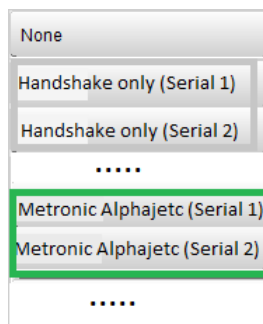 None
Handshake only (Serial 1)
Handshake only (Serial 2)
.....
Metronic Alphajetc (Serial 1)
Metronic Alphajetc (Serial 2)
.....